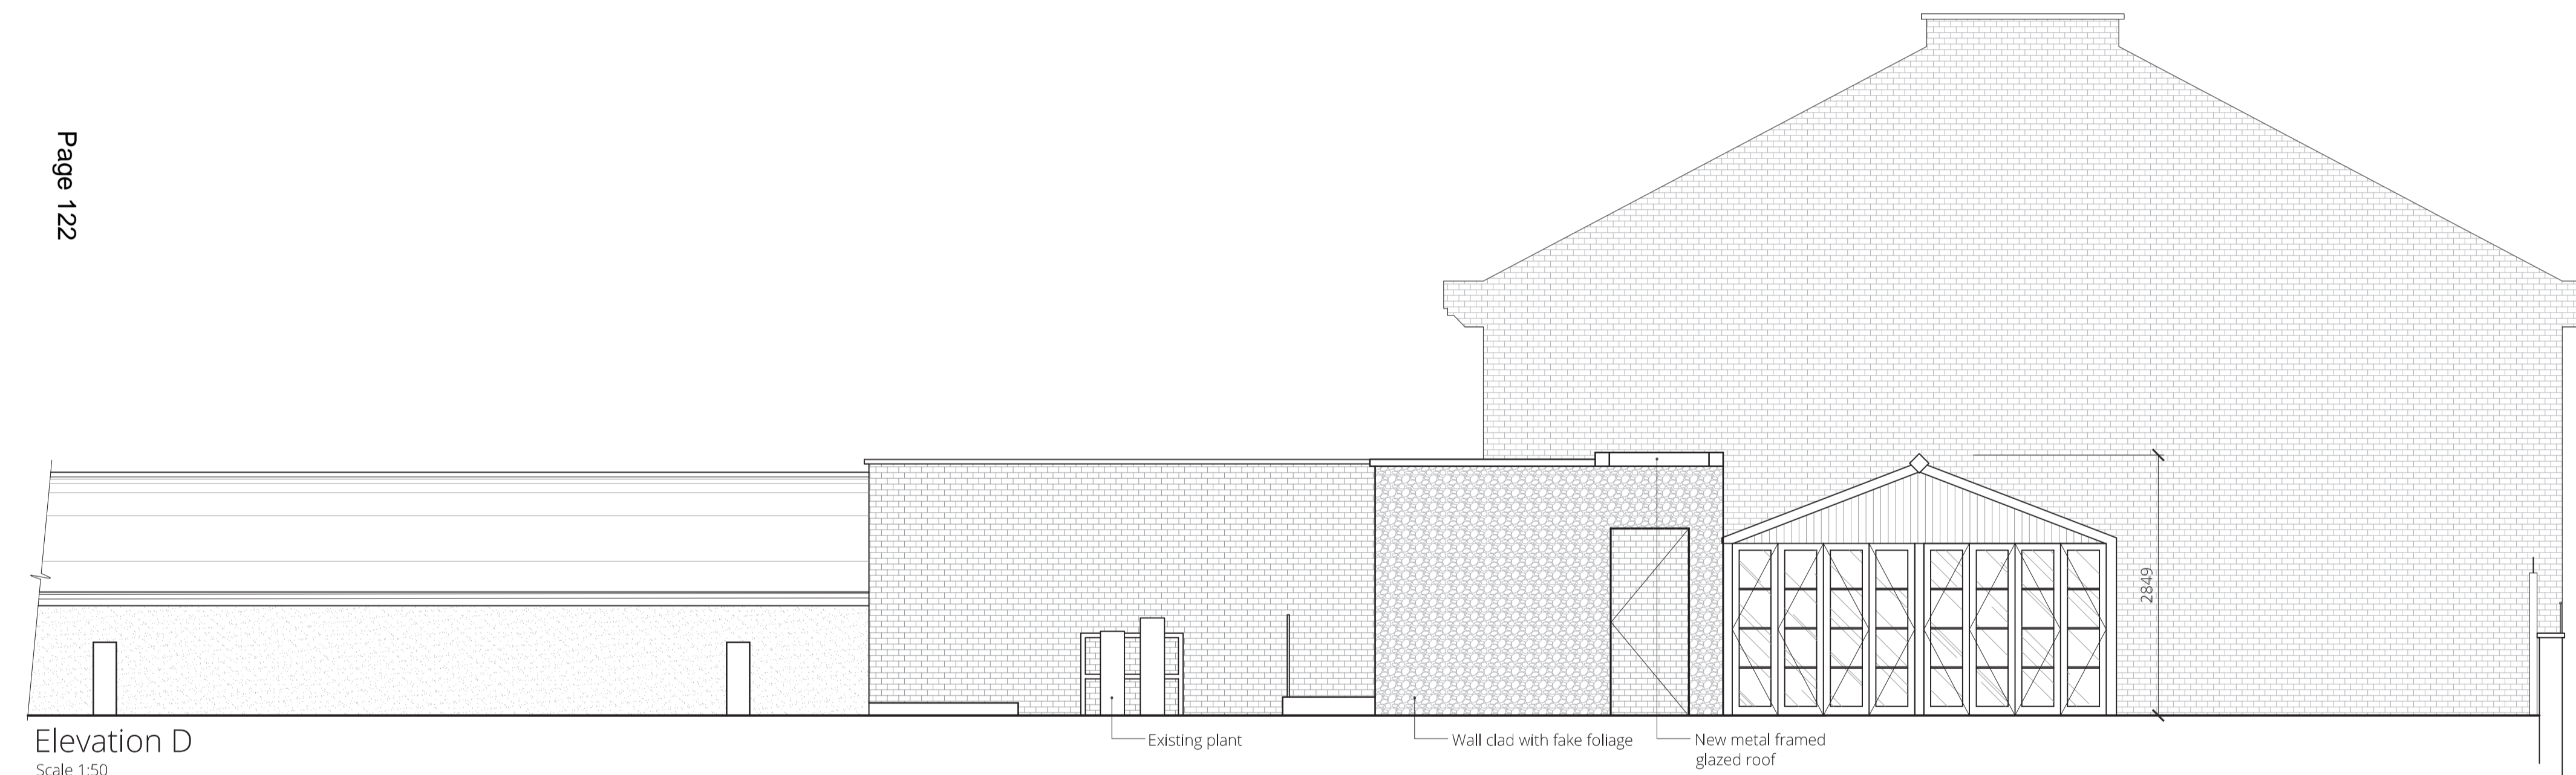 Page 122
2849
Elevation D
Scale 1:50
Existing plant
Wall clad with fake foliage
New metal framed
glazed roof